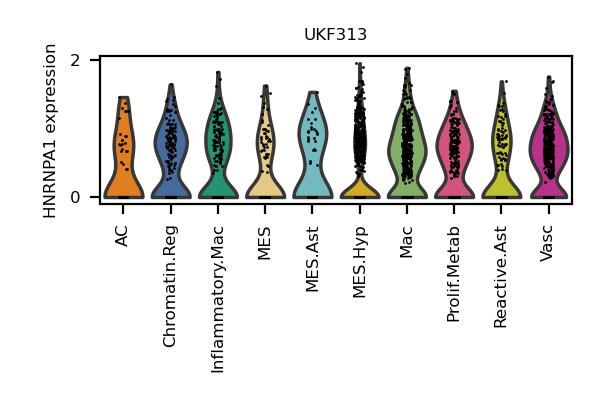 UKF313
HNRNPA1 expression
2
0
AC
Chromatin.Reg
Inflammatory.Mac
MES
MES.Ast
MES.Hyp
Mac
Prolif.Metab
Reactive.Ast
Vasc